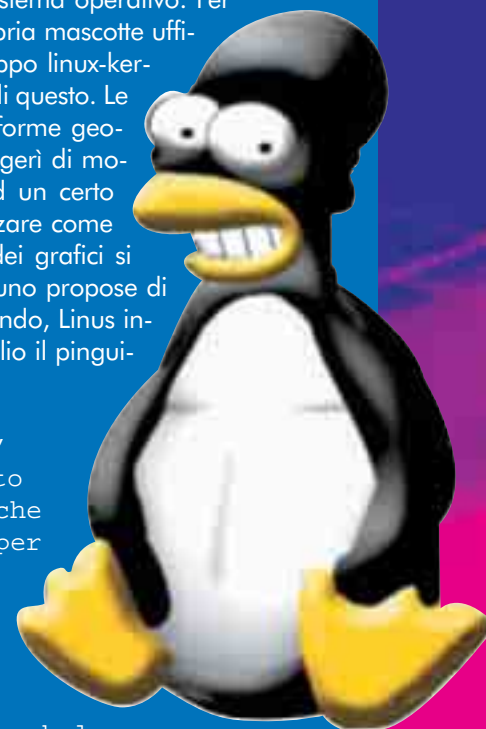 sistema operativo. Per
pria mascotte uffi-
ppo linux-ker-
di questo. Le
forme geo-
gerì di mo-
d un certo
zare come
dei grafici si
uno propose di
ndo, Linus in-
lio il pingui-
to
che
per